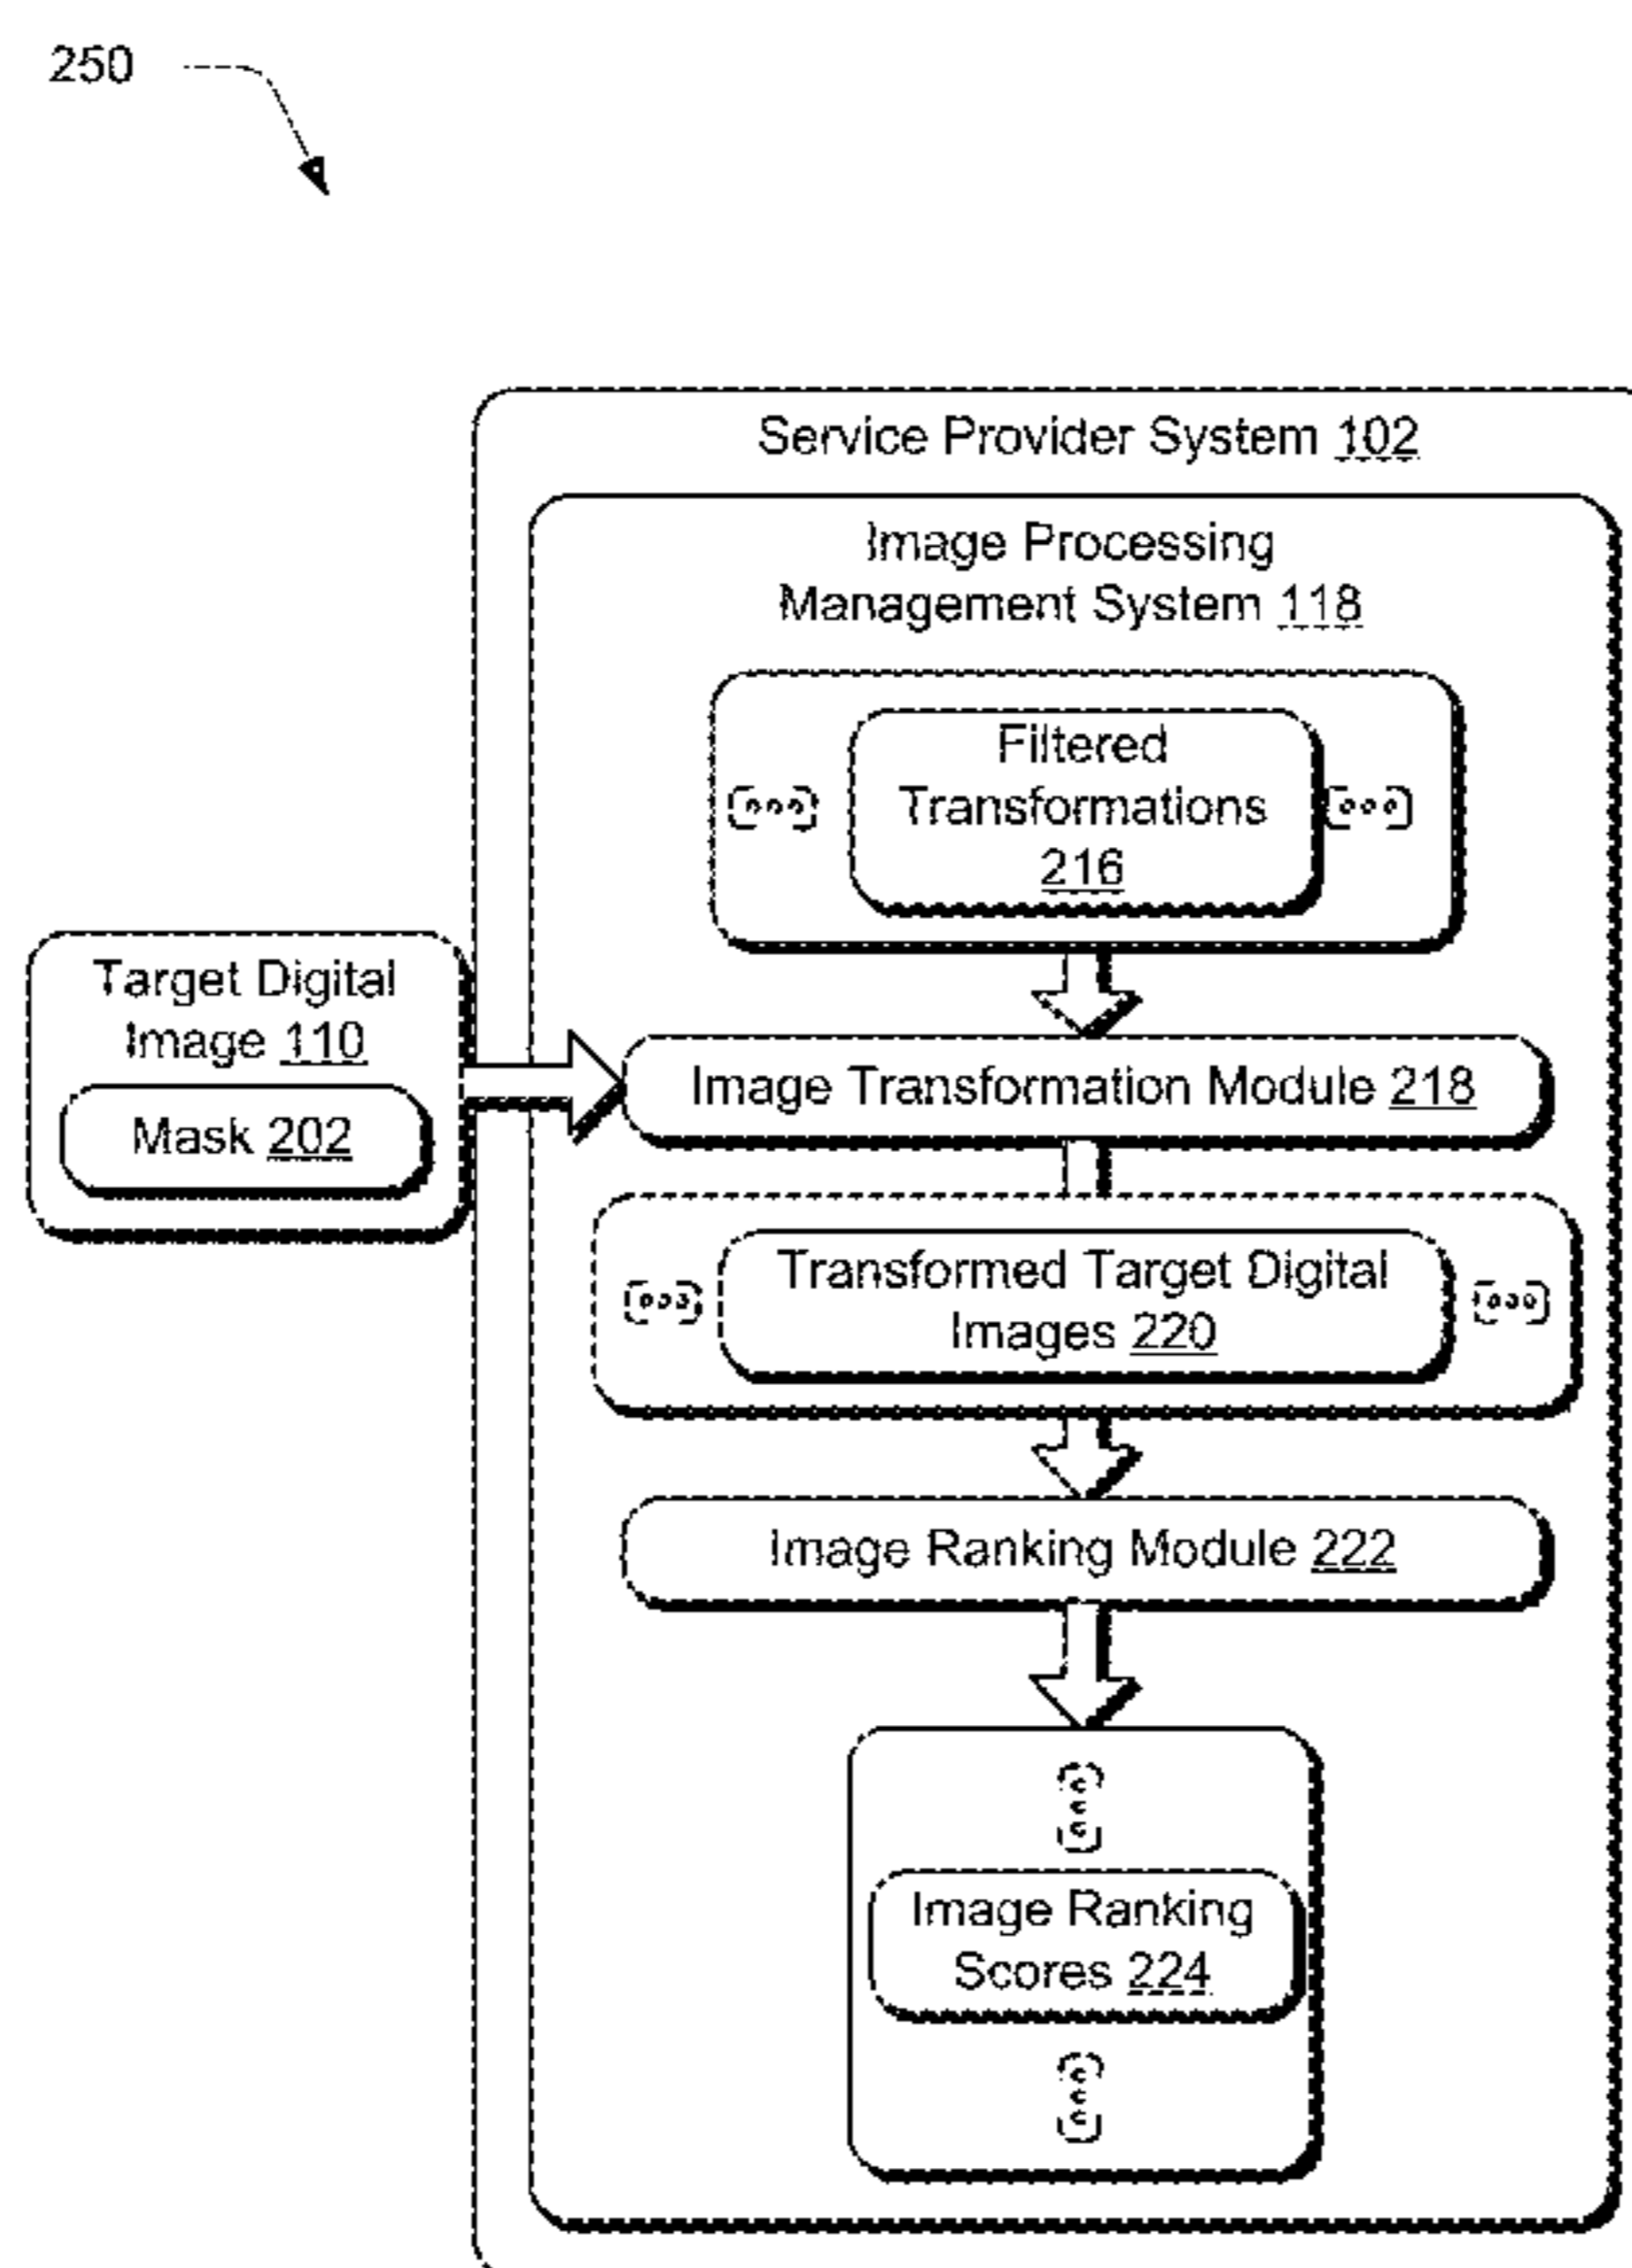 250
Service Provider System 102
Image Processing
Management System 118
Filtered
Transformations
216
Target Digital
Image 110
Mask 202
Image Transformation Module 218
Transformed Target Digital
Images 220
Image Ranking Module 222
Image Ranking
Scores 224